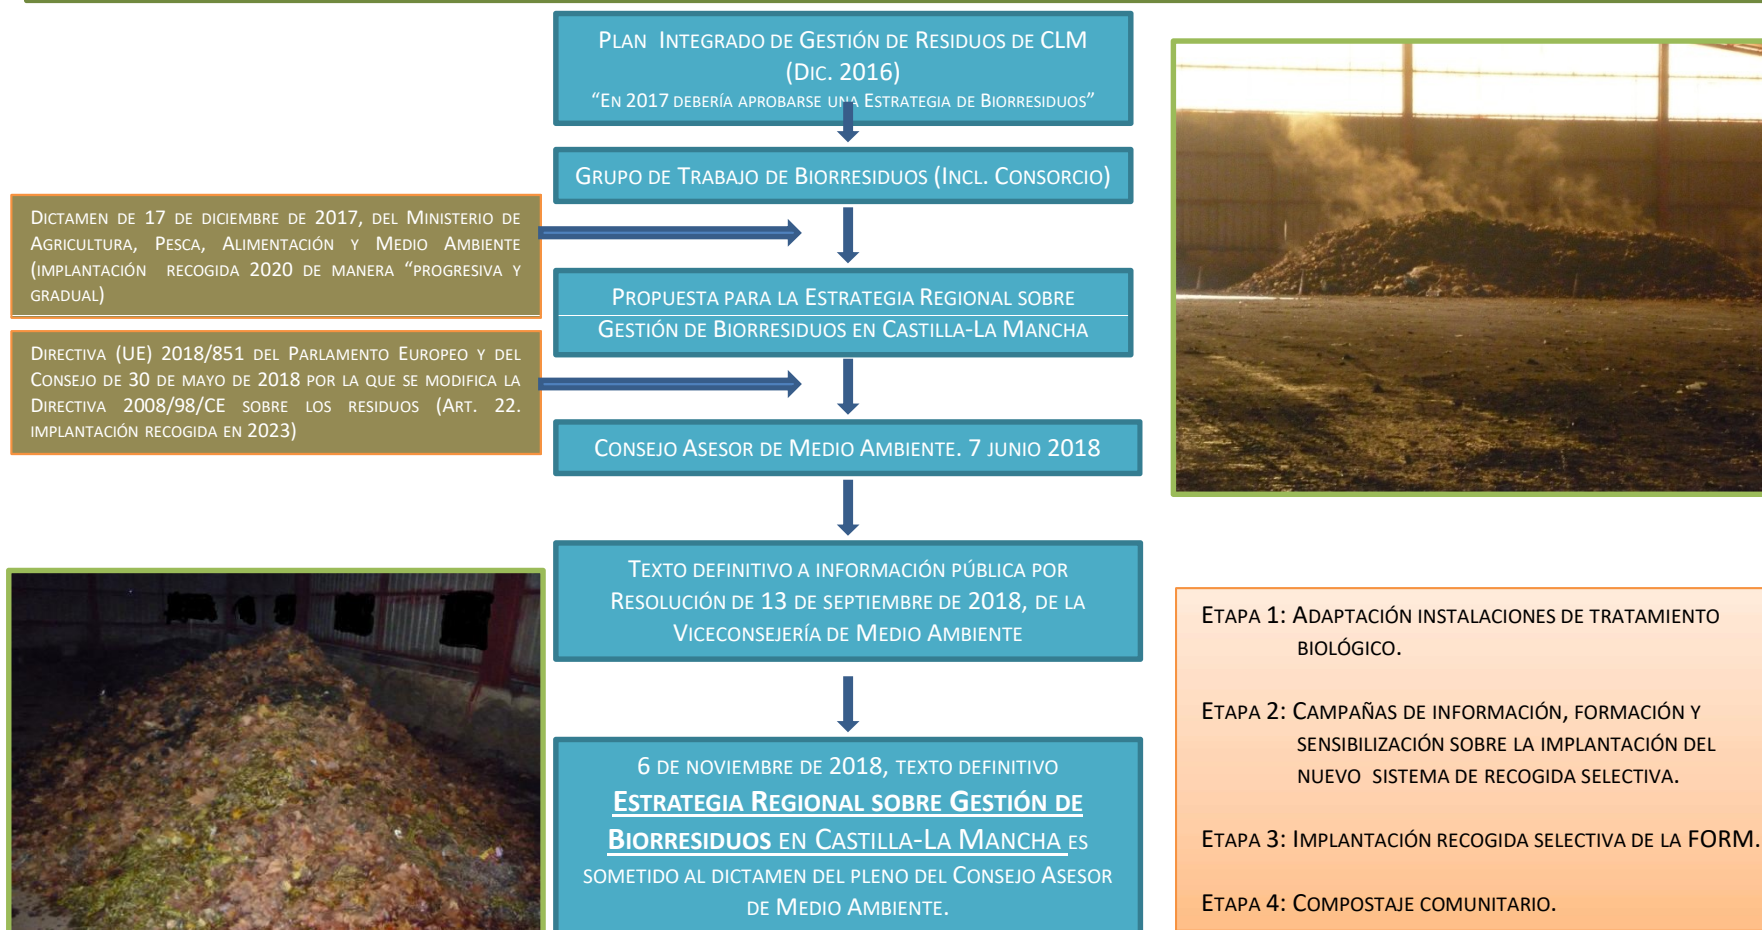 Plan Integrado de Gestión de Residuos de CLM
(Dic. 2016)
“En 2017 debería aprobarse una Estrategia de Biorresiduos”
Grupo de Trabajo de Biorresiduos (Incl. Consorcio)
Dictamen de 17 de diciembre de 2017, del Ministerio de
Agricultura, Pesca, Alimentación y Medio Ambiente
(implantación recogida 2020 de manera “progresiva y
gradual)
Propuesta para la Estrategia Regional sobre
Gestión de Biorresiduos en Castilla-La Mancha
Directiva (UE) 2018/851 del Parlamento Europeo y del
Consejo de 30 de mayo de 2018 por la que se modifica la
Directiva 2008/98/CE sobre los residuos (Art. 22.
implantación recogida en 2023)
Consejo Asesor de Medio Ambiente. 7 junio 2018
Texto definitivo a información pública por
Resolución de 13 de septiembre de 2018, de la
Viceconsejería de Medio Ambiente
6 de noviembre de 2018, texto definitivo
Estrategia Regional sobre Gestión de
Biorresiduos en Castilla-La Mancha es
sometido al dictamen del pleno del Consejo Asesor
de Medio Ambiente.
Etapa 1: Adaptación instalaciones de tratamiento
biológico.
Etapa 2: Campañas de información, formación y
sensibilización sobre la implantación del
nuevo sistema de recogida selectiva.
Etapa 3: Implantación recogida selectiva de la FORM.
Etapa 4: Compostaje comunitario.